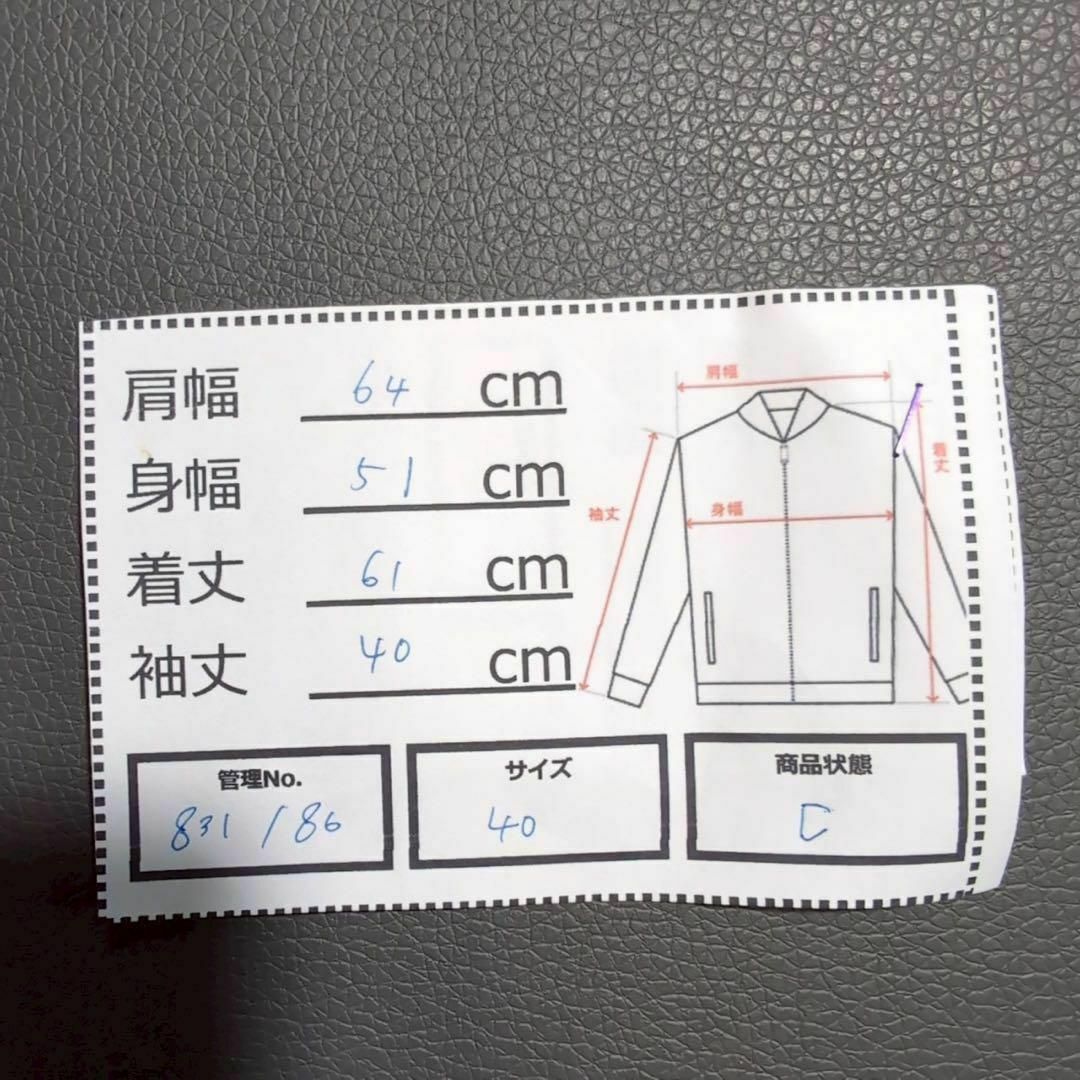 肩幅 64 cm
身幅 51 cm
着丈 61 cm
袖丈 40 cm
肩幅
着丈
袖丈
身幅
管理No.
831 / 86
サイズ
40
商品状態
C